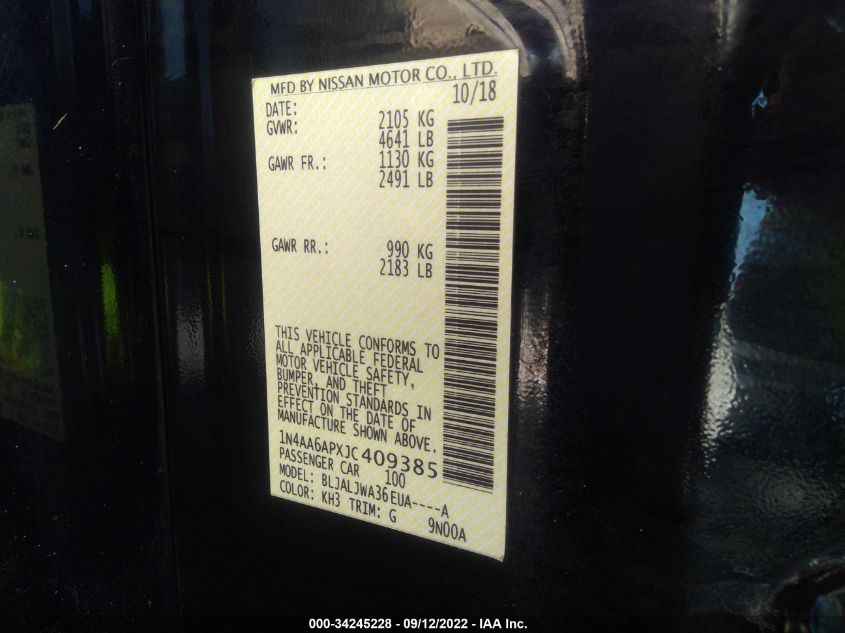 MFD BY NISSAN MOTOR CO., LTD.
DATE: 10/18
GVWR: 2105 KG
4641 LB
GAWR FR.: 1130 KG
2491 LB
GAWR RR.: 990 KG
2183 LB
THIS VEHICLE CONFORMS TO
ALL APPLICABLE FEDERAL
MOTOR VEHICLE SAFETY,
BUMPER, AND THEFT
PREVENTION STANDARDS IN
EFFECT ON THE DATE OF
MANUFACTURE SHOWN ABOVE.
1N4AA6APXJC409385
PASSENGER CAR 100
MODEL: BLJALJWA36EUA----A
COLOR: KH3 TRIM: G 9N00A
000-34245228 - 09/12/2022 - IAA Inc.